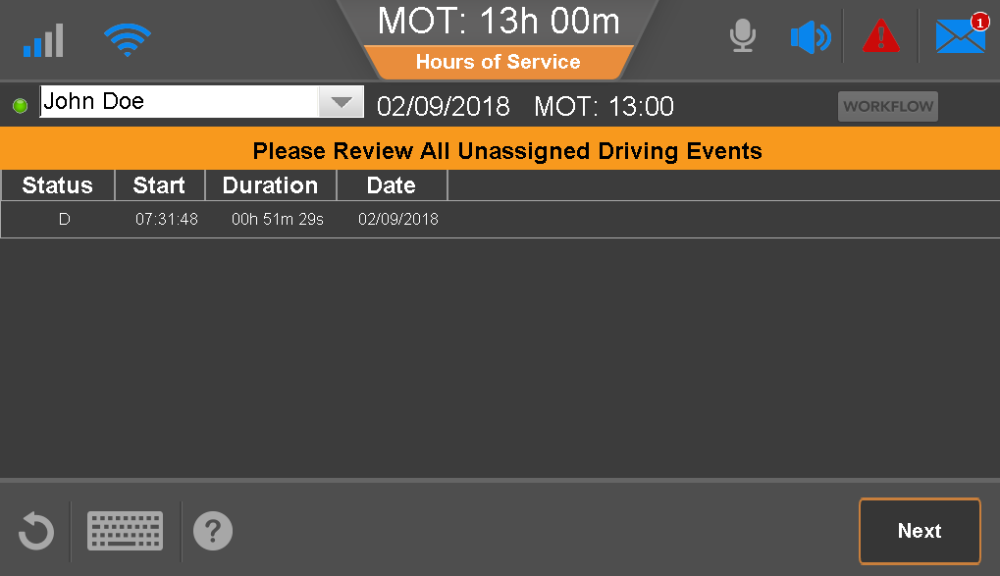 MOT: 13h 00m
1
Hours of Service
John Doe 02/09/2018 MOT: 13:00 WORKFLOW
Please Review All Unassigned Driving Events
Status Start Duration Date
D 07:31:48 00h 51m 29s 02/09/2018
? Next